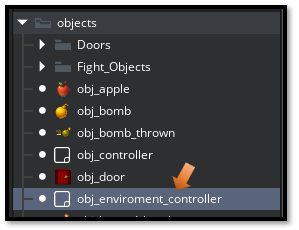 objects
Doors
Fight_Objects
obj_apple
obj_bomb
obj_bomb_thrown
obj_controller
obj_door
obj_enviroment_controller